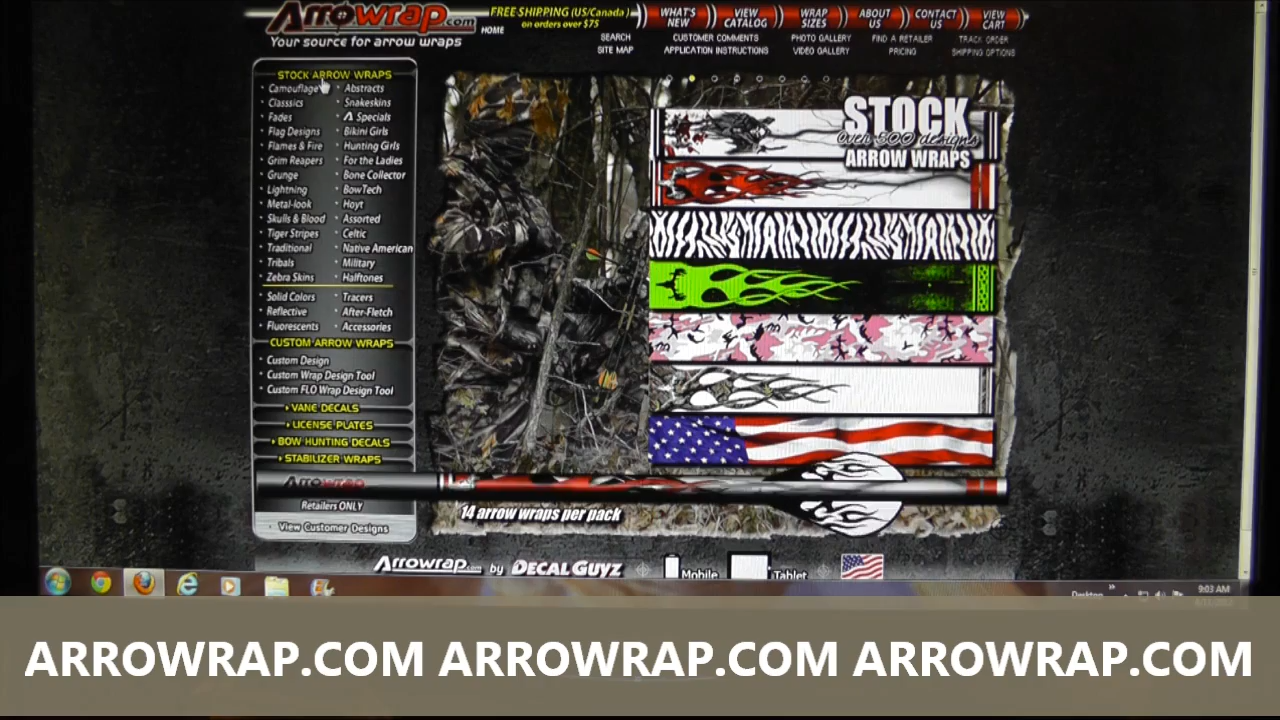 Arrowrap.com
Your source for arrow wraps
HOME
FREE SHIPPING (US/Canada)
on orders over $75
SEARCH
SITE MAP
WHAT'S NEW
VIEW CATALOG
WRAP SIZES
ABOUT US
CONTACT US
VIEW CART
CUSTOMER COMMENTS
APPLICATION INSTRUCTIONS
PHOTO GALLERY
VIDEO GALLERY
FIND A RETAILER
PRICING
TRACK ORDER
SHIPPING OPTIONS
STOCK ARROW WRAPS
Camouflage
Classics
Fades
Flag Designs
Flames & Fire
Grim Reapers
Grunge
Lightning
Metal-look
Skulls & Blood
Tiger Stripes
Traditional
Tribals
Zebra Skins
Abstracts
Snakeskins
Specials
Bikini Girls
Hunting Girls
For the Ladies
Bone Collector
BowTech
Hoyt
Assorted
Celtic
Native American
Military
Halftones
Solid Colors
Reflective
Fluorescents
Tracers
After-Fletch
Accessories
CUSTOM ARROW WRAPS
Custom Design
Custom Wrap Design Tool
Custom FLO Wrap Design Tool
VANE DECALS
LICENSE PLATES
BOW HUNTING DECALS
STABILIZER WRAPS
Arrowrap
Retailers ONLY
View Customer Designs
STOCK
Over 500 designs
ARROW WRAPS
14 arrow wraps per pack
Arrowrap.com by DECALGUYZ
Mobile
Tablet
Desktop
9:03 AM
ARROWRAP.COM ARROWRAP.COM ARROWRAP.COM